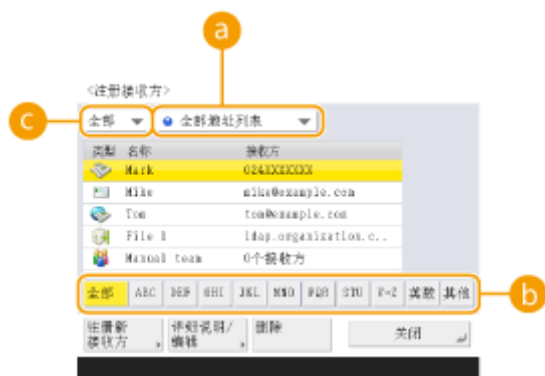 a
<注册接收方>
c 全部 全部地址列表
类型 名称 接收方
Mark 024XXXXXXX
Mike mike@example.com
Tom tom@example.com
File 1 ldap.organization.c..
Manual team 0个接收方
全部 ABC DEF GHI JKL MNO PQR STU V-Z 英数 其他 b
注册新 详细说明/ 删除 关闭
接收方 编辑